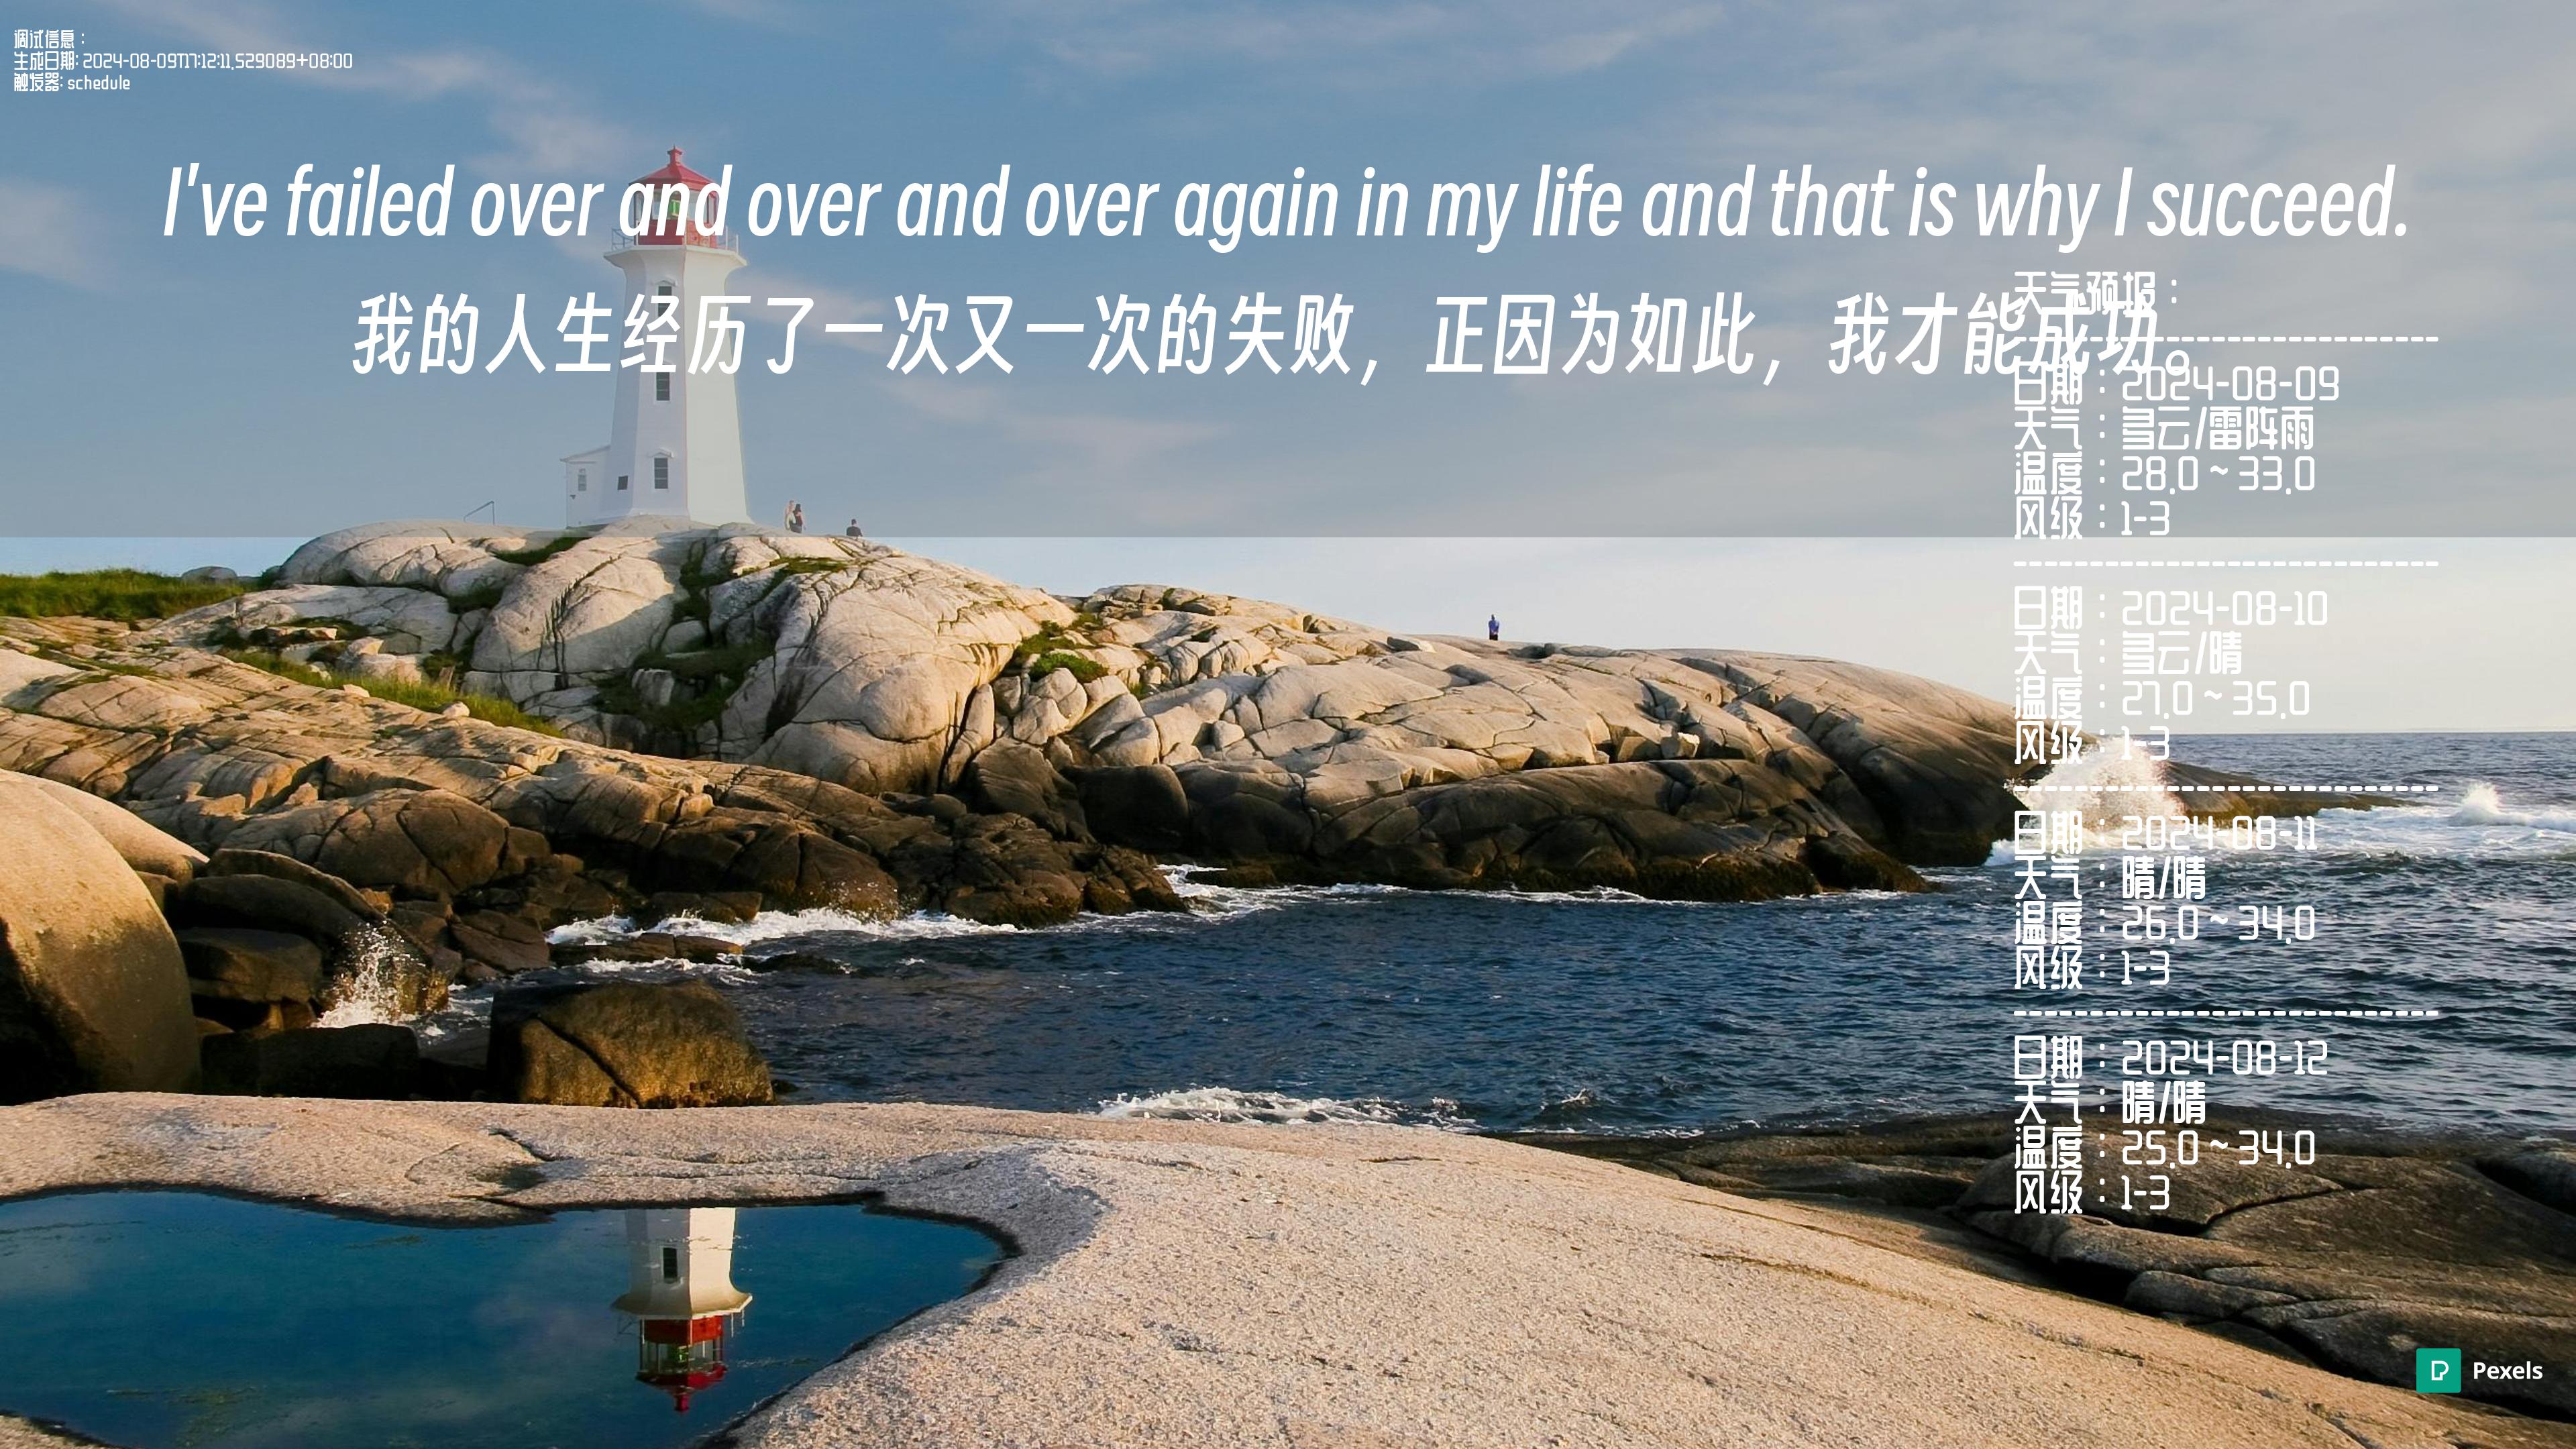 调试信息：
生成日期: 2024-08-09T17:12:11.529089+08:00
触发器: schedule
I've failed over and over and over again in my life and that is why I succeed.
我的人生经历了一次又一次的失败，正因为如此，我才能成功。
天气预报：
--------------------------------
日期：2024-08-09
天气：多云/雷阵雨
温度：28.0 ~ 33.0
风级：1-3
--------------------------------
日期：2024-08-10
天气：多云/晴
温度：27.0 ~ 35.0
风级：1-3
--------------------------------
日期：2024-08-11
天气：晴/晴
温度：26.0 ~ 34.0
风级：1-3
--------------------------------
日期：2024-08-12
天气：晴/晴
温度：25.0 ~ 34.0
风级：1-3
Pexels